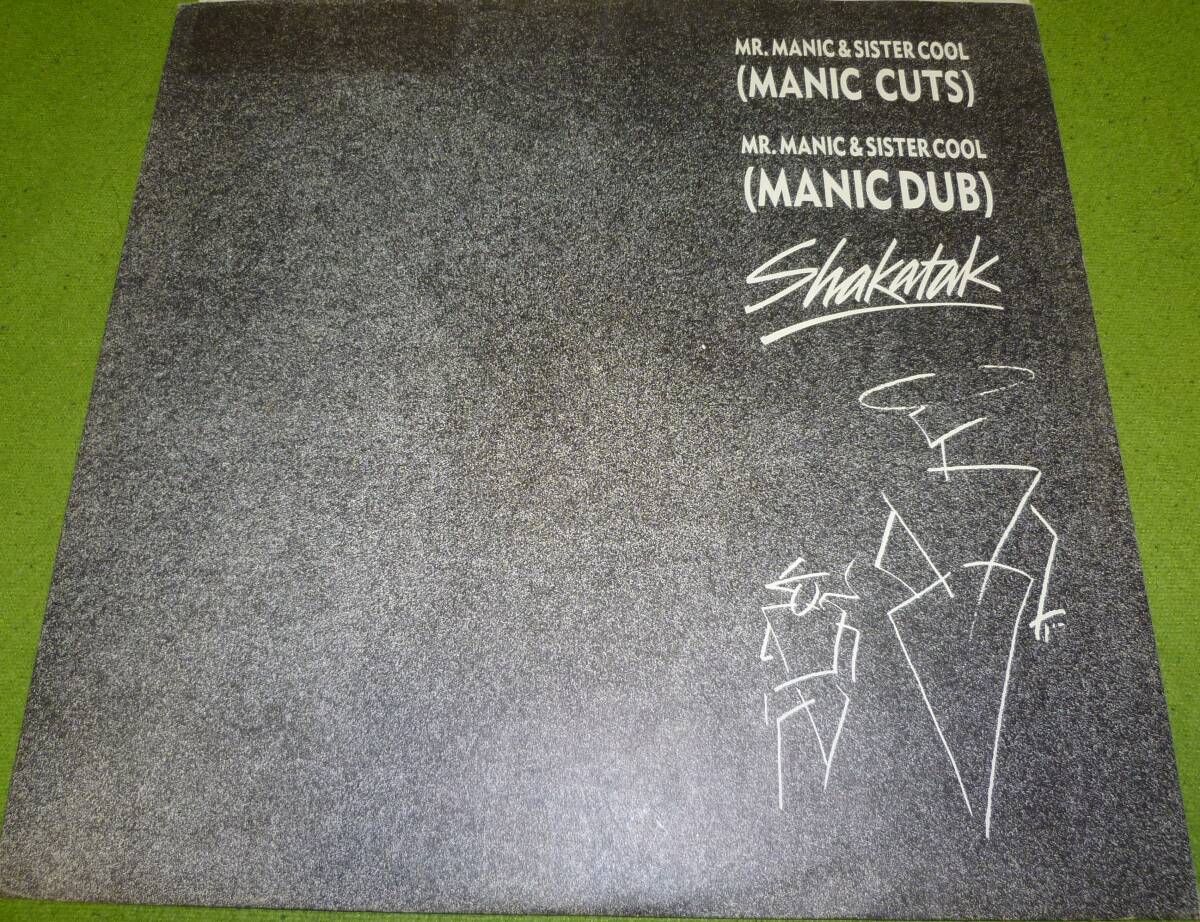 MR. MANIC & SISTER COOL
(MANIC CUTS)
MR. MANIC & SISTER COOL
(MANIC DUB)
Shakatak